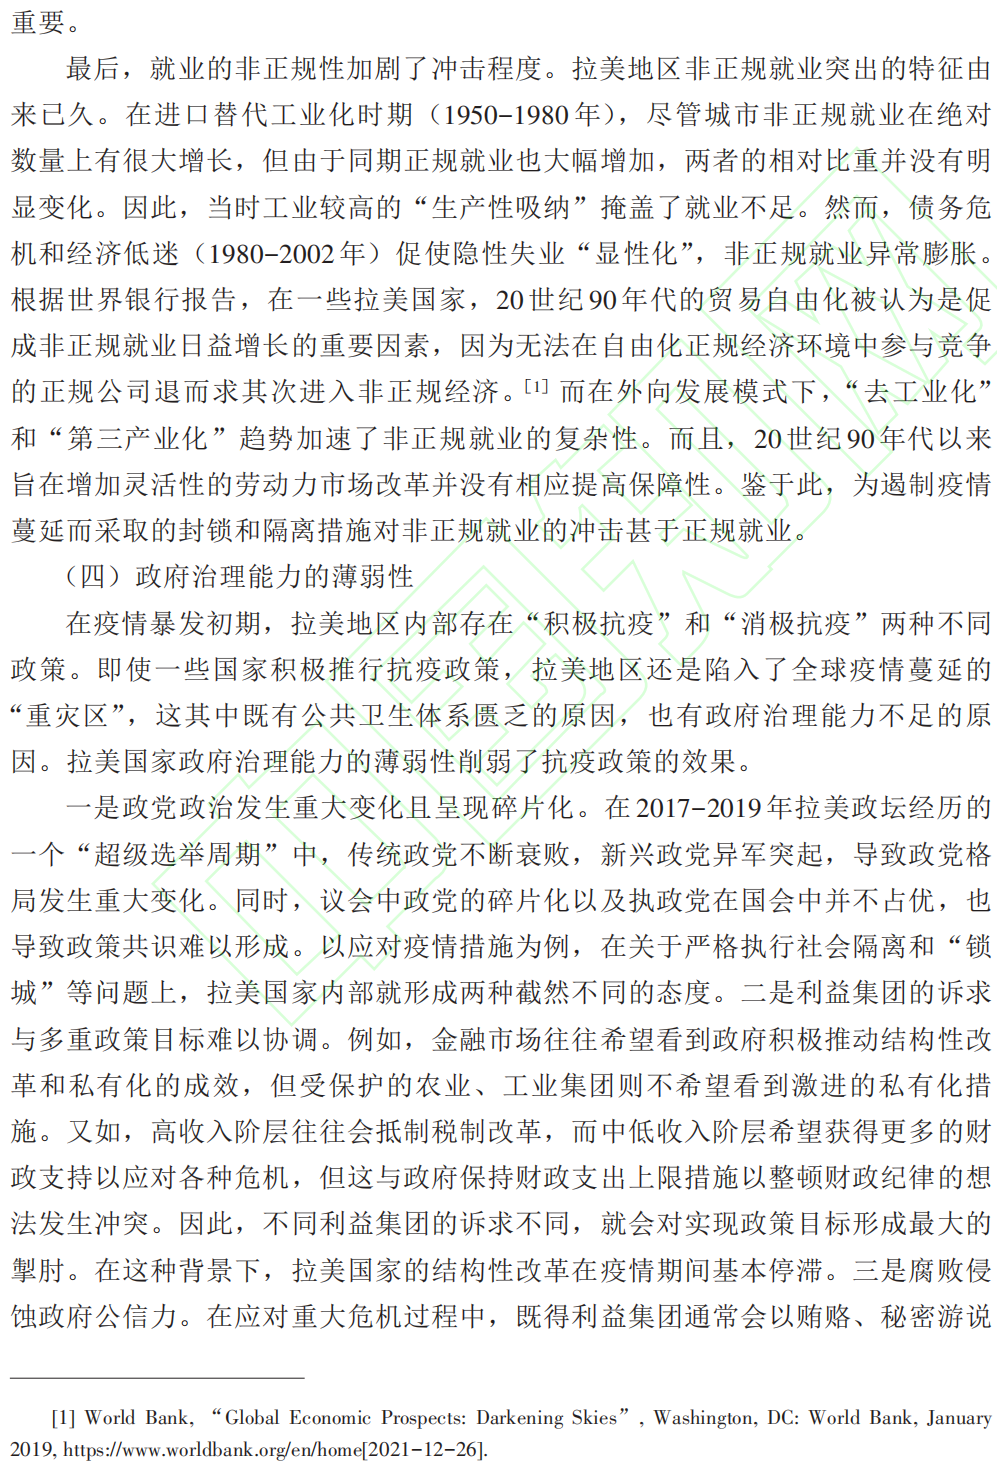 重要。
最后，就业的非正规性加剧了冲击程度。拉美地区非正规就业突出的特征由
来已久。在进口替代工业化时期（1950-1980年），尽管城市非正规就业在绝对
数量上有很大增长，但由于同期正规就业也大幅增加，两者的相对比重并没有明
显变化。因此，当时工业较高的“生产性吸纳”掩盖了就业不足。然而，债务危
机和经济低迷（1980-2002年）促使隐性失业“显性化”，非正规就业异常膨胀。
根据世界银行报告，在一些拉美国家，20世纪90年代的贸易自由化被认为是促
成非正规就业日益增长的重要因素，因为无法在自由化正规经济环境中参与竞争
的正规公司退而求其次进入非正规经济。[1] 而在外向发展模式下，“去工业化”
和“第三产业化”趋势加速了非正规就业的复杂性。而且，20世纪90年代以来
旨在增加灵活性的劳动力市场改革并没有相应提高保障性。鉴于此，为遏制疫情
蔓延而采取的封锁和隔离措施对非正规就业的冲击甚于正规就业。
（四）政府治理能力的薄弱性
在疫情暴发初期，拉美地区内部存在“积极抗疫”和“消极抗疫”两种不同
政策。即使一些国家积极推行抗疫政策，拉美地区还是陷入了全球疫情蔓延的
“重灾区”，这其中既有公共卫生体系匮乏的原因，也有政府治理能力不足的原
因。拉美国家政府治理能力的薄弱性削弱了抗疫政策的效果。
一是政党政治发生重大变化且呈现碎片化。在2017-2019年拉美政坛经历的
一个“超级选举周期”中，传统政党不断衰败，新兴政党异军突起，导致政党格
局发生重大变化。同时，议会中政党的碎片化以及执政党在国会中并不占优，也
导致政策共识难以形成。以应对疫情措施为例，在关于严格执行社会隔离和“锁
城”等问题上，拉美国家内部就形成两种截然不同的态度。二是利益集团的诉求
与多重政策目标难以协调。例如，金融市场往往希望看到政府积极推动结构性改
革和私有化的成效，但受保护的农业、工业集团则不希望看到激进的私有化措
施。又如，高收入阶层往往会抵制税制改革，而中低收入阶层希望获得更多的财
政支持以应对各种危机，但这与政府保持财政支出上限措施以整顿财政纪律的想
法发生冲突。因此，不同利益集团的诉求不同，就会对实现政策目标形成最大的
掣肘。在这种背景下，拉美国家的结构性改革在疫情期间基本停滞。三是腐败侵
蚀政府公信力。在应对重大危机过程中，既得利益集团通常会以贿赂、秘密游说
[1] World Bank, “Global Economic Prospects: Darkening Skies”, Washington, DC: World Bank, January
2019, https://www.worldbank.org/en/home[2021-12-26].
中国知网